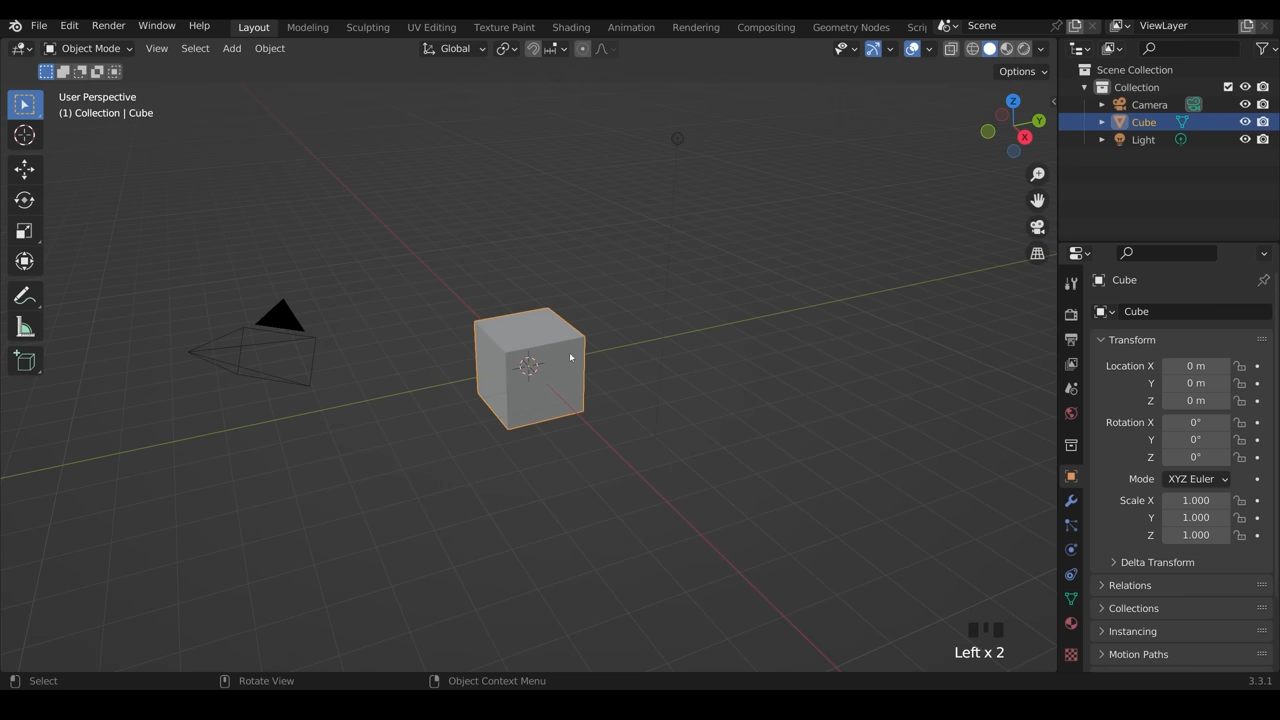 File Edit Render Window Help Layout Modeling Sculpting UV Editing Texture Paint Shading Animation Rendering Compositing Geometry Nodes Scri Scene ViewLayer
Object Mode View Select Add Object Global
Options
User Perspective
(1) Collection | Cube
Z
Y
X
Scene Collection
Collection
Camera
Cube
Light
Cube
Cube
Transform
Location X 0 m
Y 0 m
Z 0 m
Rotation X 0°
Y 0°
Z 0°
Mode XYZ Euler
Scale X 1.000
Y 1.000
Z 1.000
Delta Transform
Relations
Collections
Instancing
Motion Paths
Left x 2
Select Rotate View Object Context Menu 3.3.1